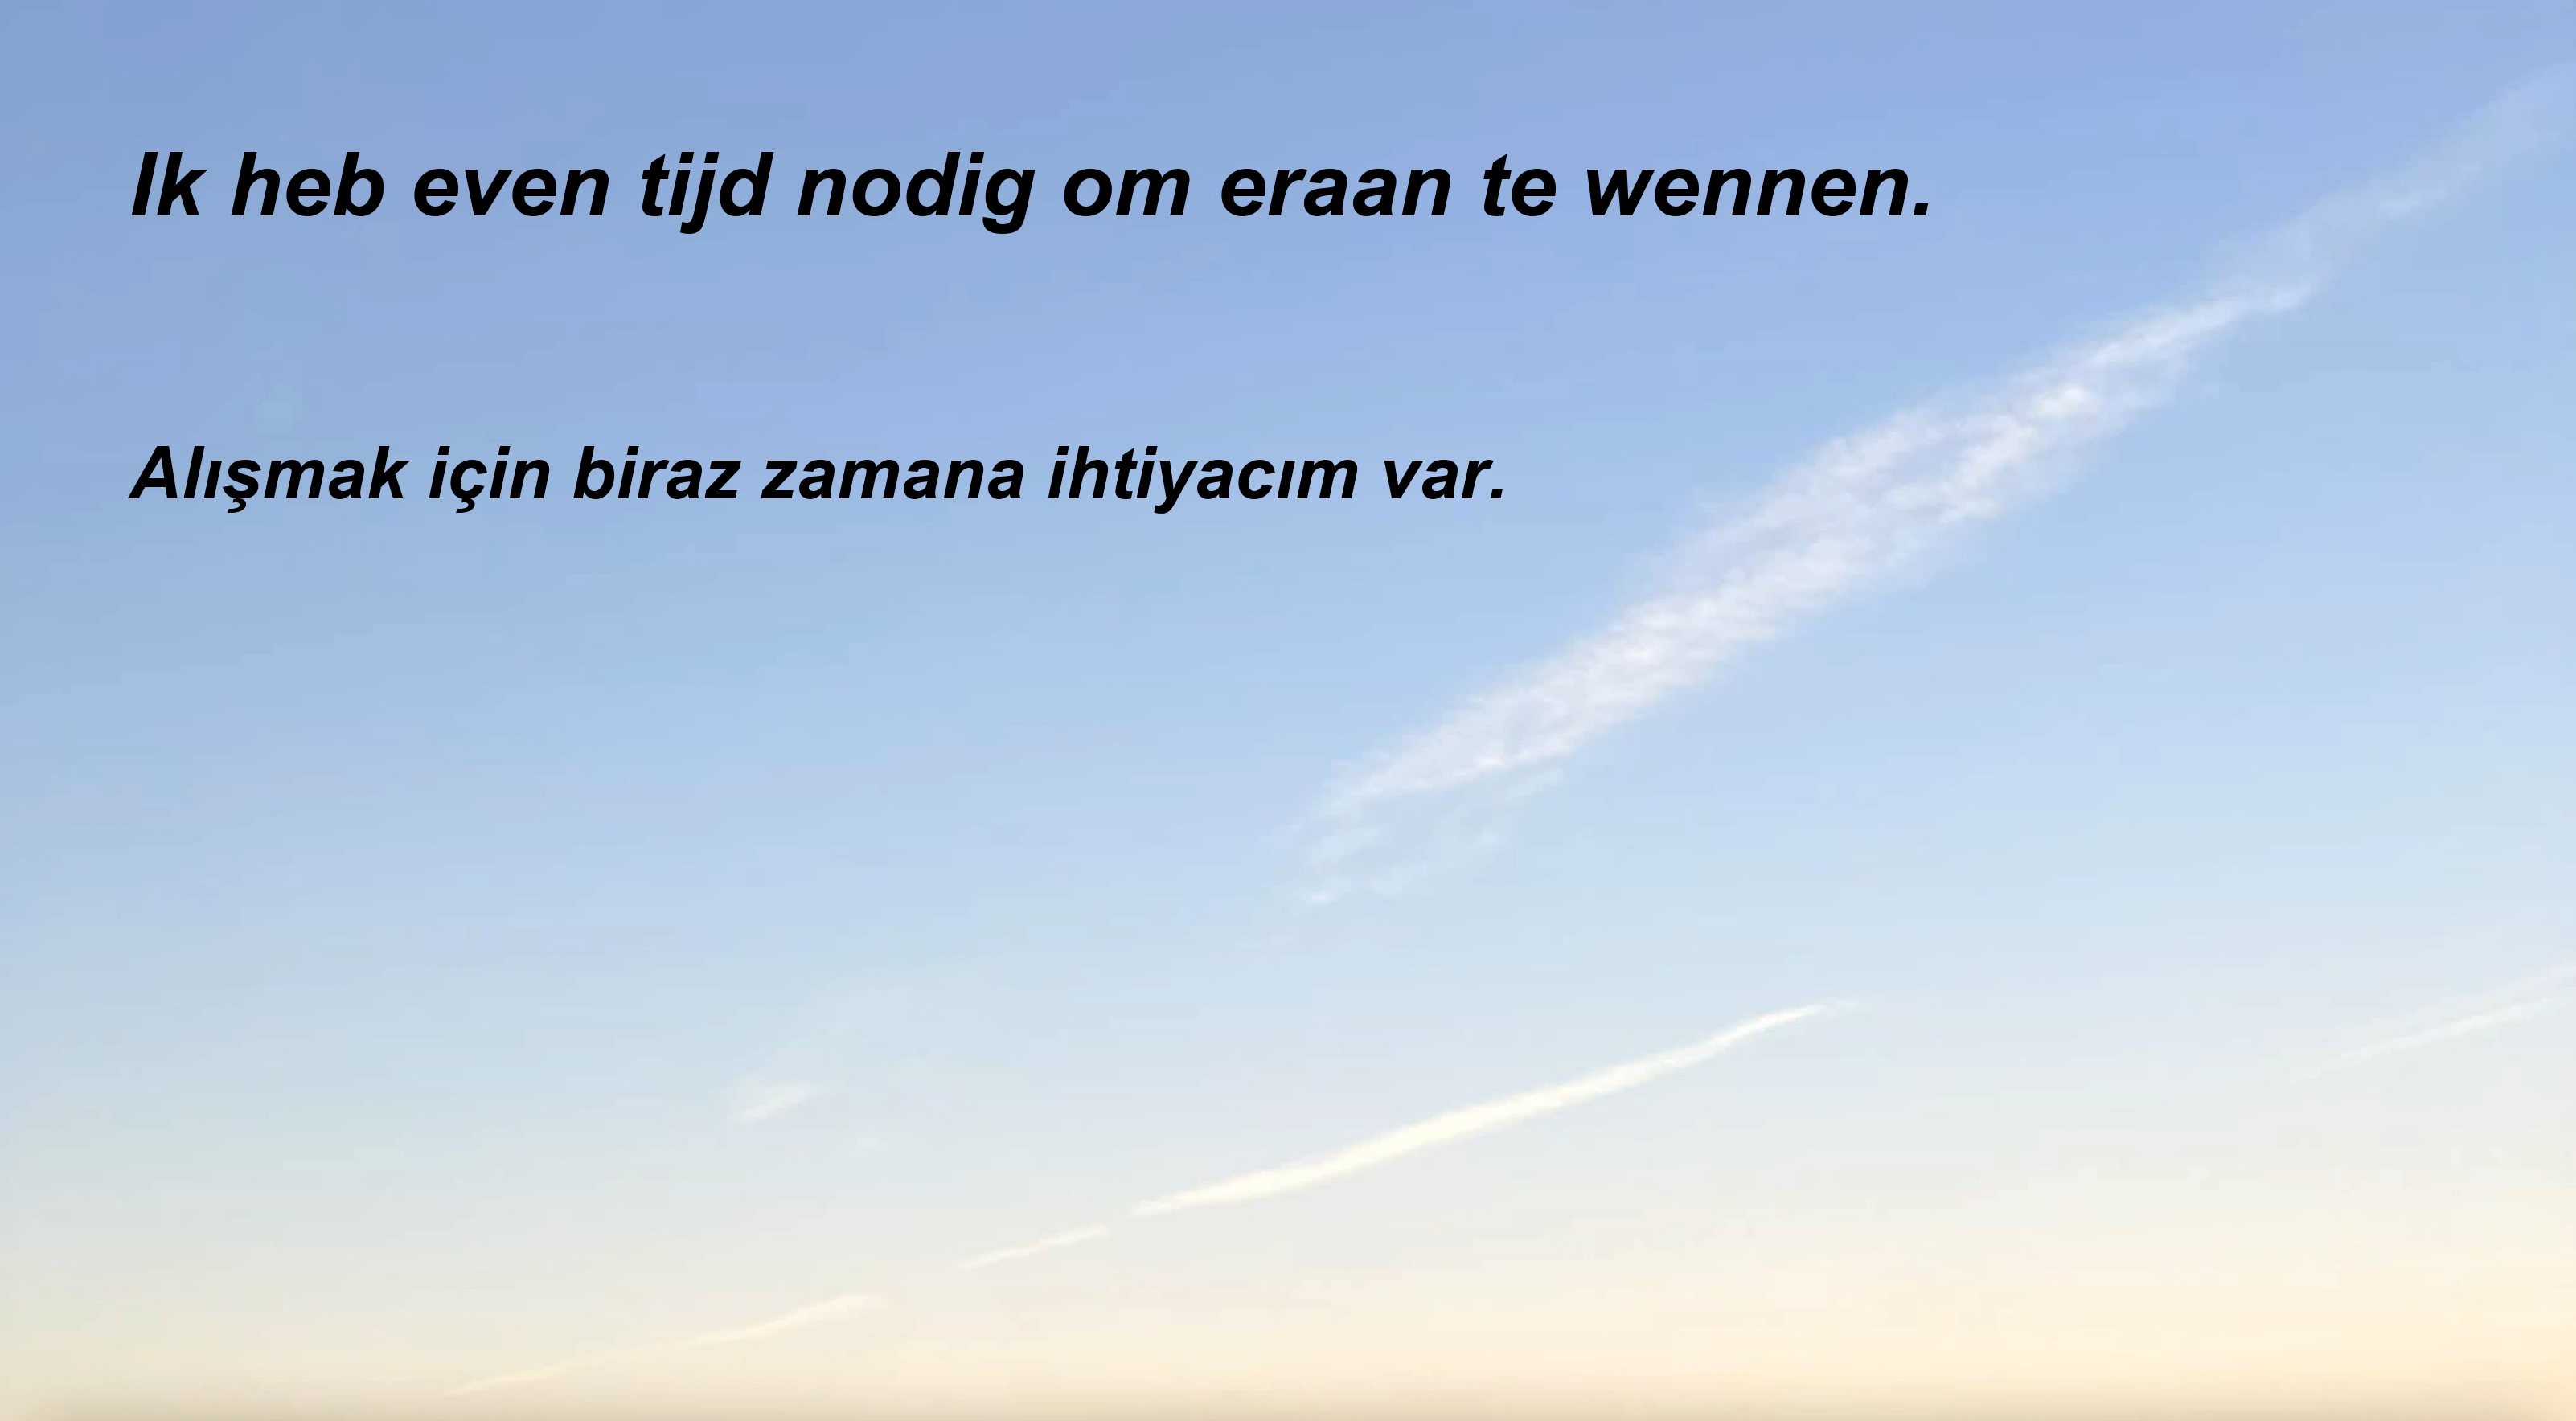 Ik heb even tijd nodig om eraan te wennen.
Alışmak için biraz zamana ihtiyacım var.